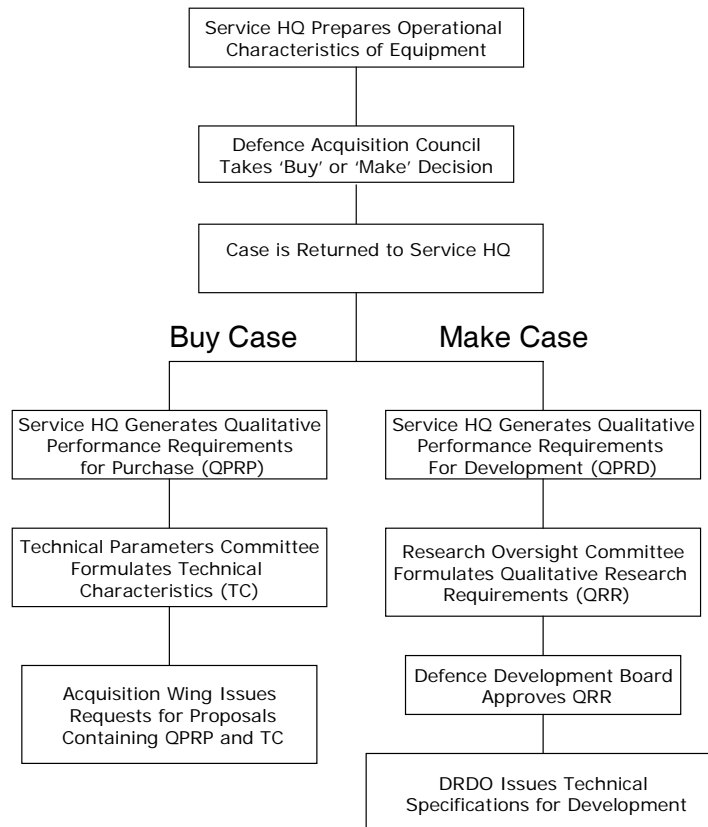 Service HQ Prepares Operational
Characteristics of Equipment
Defence Acquisition Council
Takes ‘Buy’ or ‘Make’ Decision
Case is Returned to Service HQ
Buy Case
Make Case
Service HQ Generates Qualitative
Performance Requirements
for Purchase (QPRP)
Technical Parameters Committee
Formulates Technical
Characteristics (TC)
Acquisition Wing Issues
Requests for Proposals
Containing QPRP and TC
Service HQ Generates Qualitative
Performance Requirements
For Development (QPRD)
Research Oversight Committee
Formulates Qualitative Research
Requirements (QRR)
Defence Development Board
Approves QRR
DRDO Issues Technical
Specifications for Development